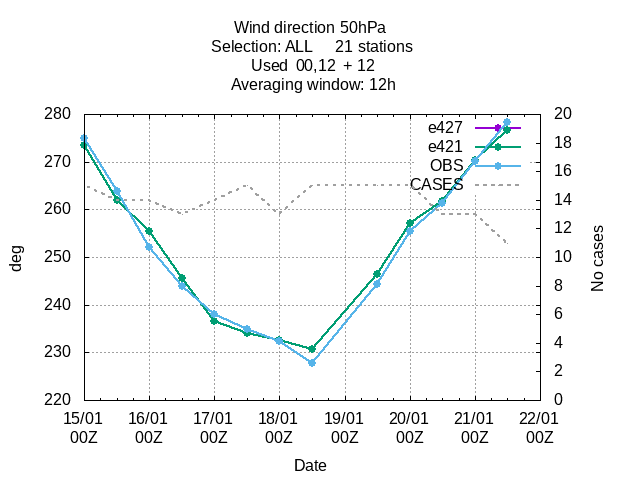 Wind direction 50hPa
Selection: ALL     21 stations
Used  00,12  + 12
Averaging window: 12h
280
270
260
250
240
230
220
20
18
16
14
12
10
8
6
4
2
0
e427
e421
OBS
CASES
deg
No cases
15/01 16/01 17/01 18/01 19/01 20/01 21/01 22/01
00Z 00Z 00Z 00Z 00Z 00Z 00Z 00Z
Date